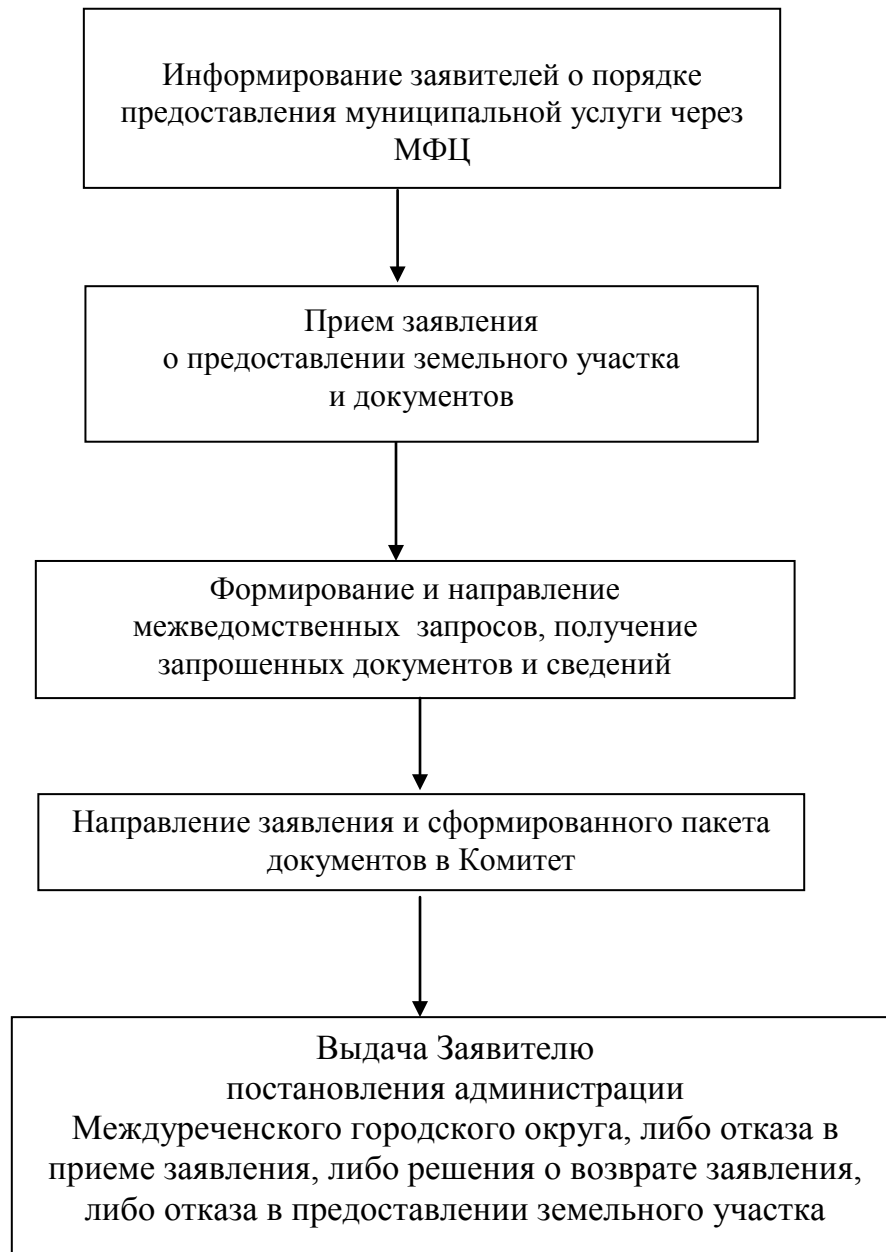 Информирование заявителей о порядке
предоставления муниципальной услуги через
МФЦ
Прием заявления
о предоставлении земельного участка
и документов
Формирование и направление
межведомственных запросов, получение
запрошенных документов и сведений
Направление заявления и сформированного пакета
документов в Комитет
Выдача Заявителю
постановления администрации
Междуреченского городского округа, либо отказа в
приеме заявления, либо решения о возврате заявления,
либо отказа в предоставлении земельного участка